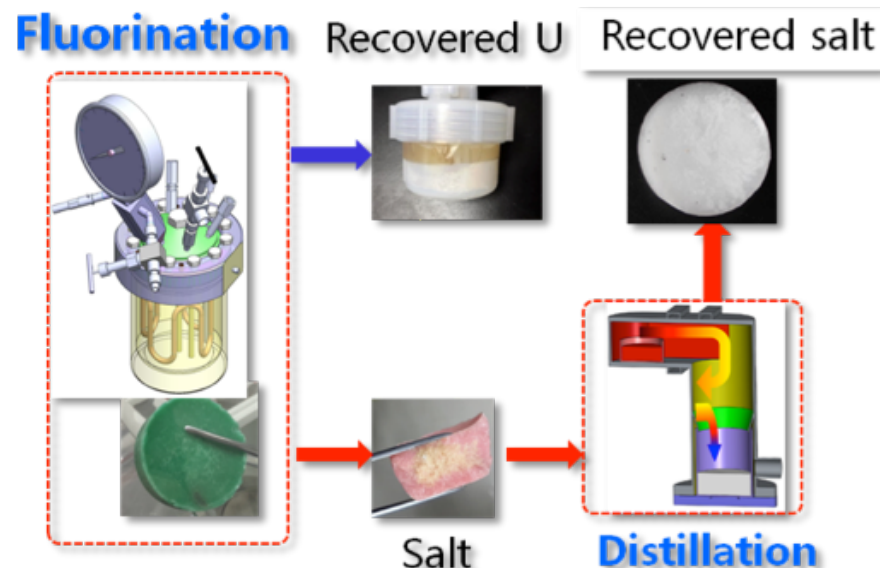 Fluorination
Recovered U
Recovered salt
Salt
Distillation